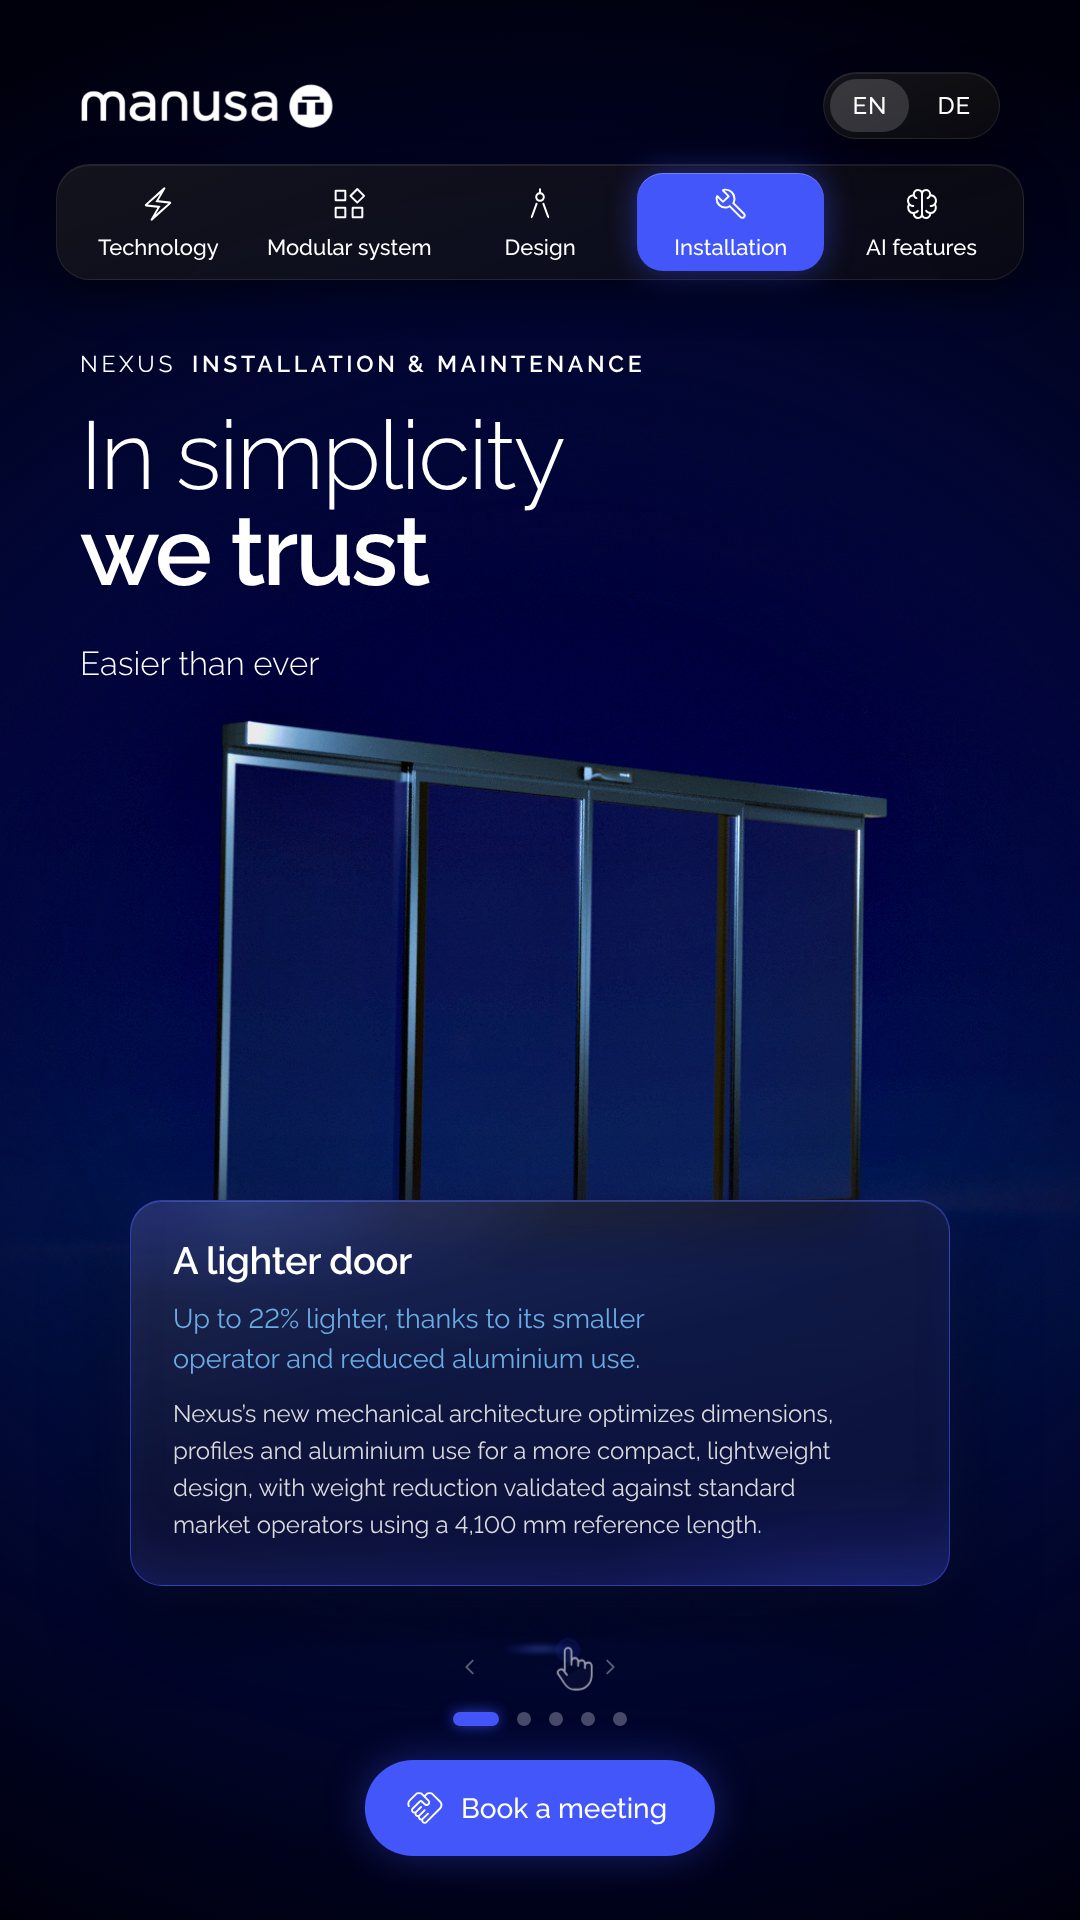 manusa
EN DE
Technology Modular system Design Installation AI features
NEXUS INSTALLATION & MAINTENANCE
In simplicity
we trust
Easier than ever
A lighter door
Up to 22% lighter, thanks to its smaller
operator and reduced aluminium use.
Nexus’s new mechanical architecture optimizes dimensions,
profiles and aluminium use for a more compact, lightweight
design, with weight reduction validated against standard
market operators using a 4,100 mm reference length.
Book a meeting